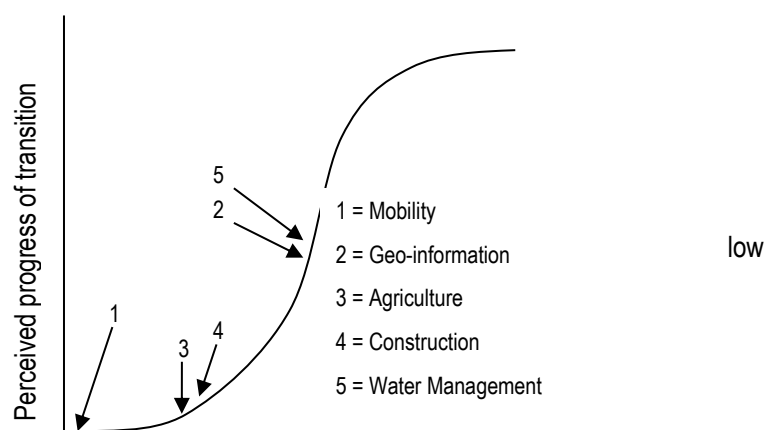 Perceived progress of transition
5
2
1
3
4
1 = Mobility
2 = Geo-information
3 = Agriculture
4 = Construction
5 = Water Management
low